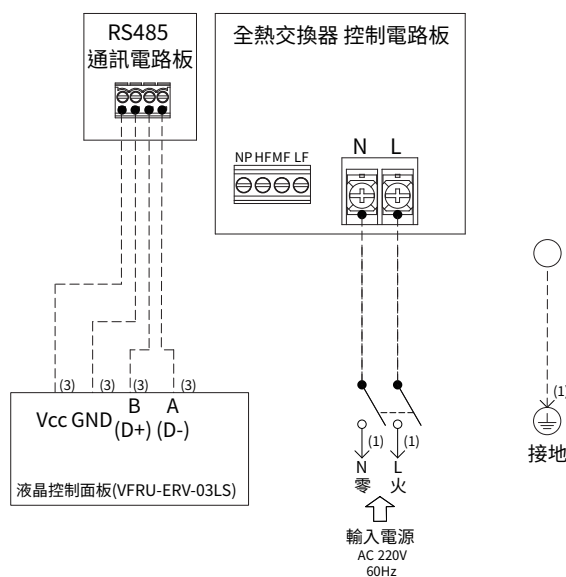 RS485
通訊電路板
全熱交換器 控制電路板
NP HF MF LF
N L
(3) (3) (3) (3)
Vcc GND B A
(D+) (D-)
液晶控制面板(VFRU-ERV-03LS)
(1) (1)
N L
零 火
輸入電源
AC 220V
60Hz
(1)
接地